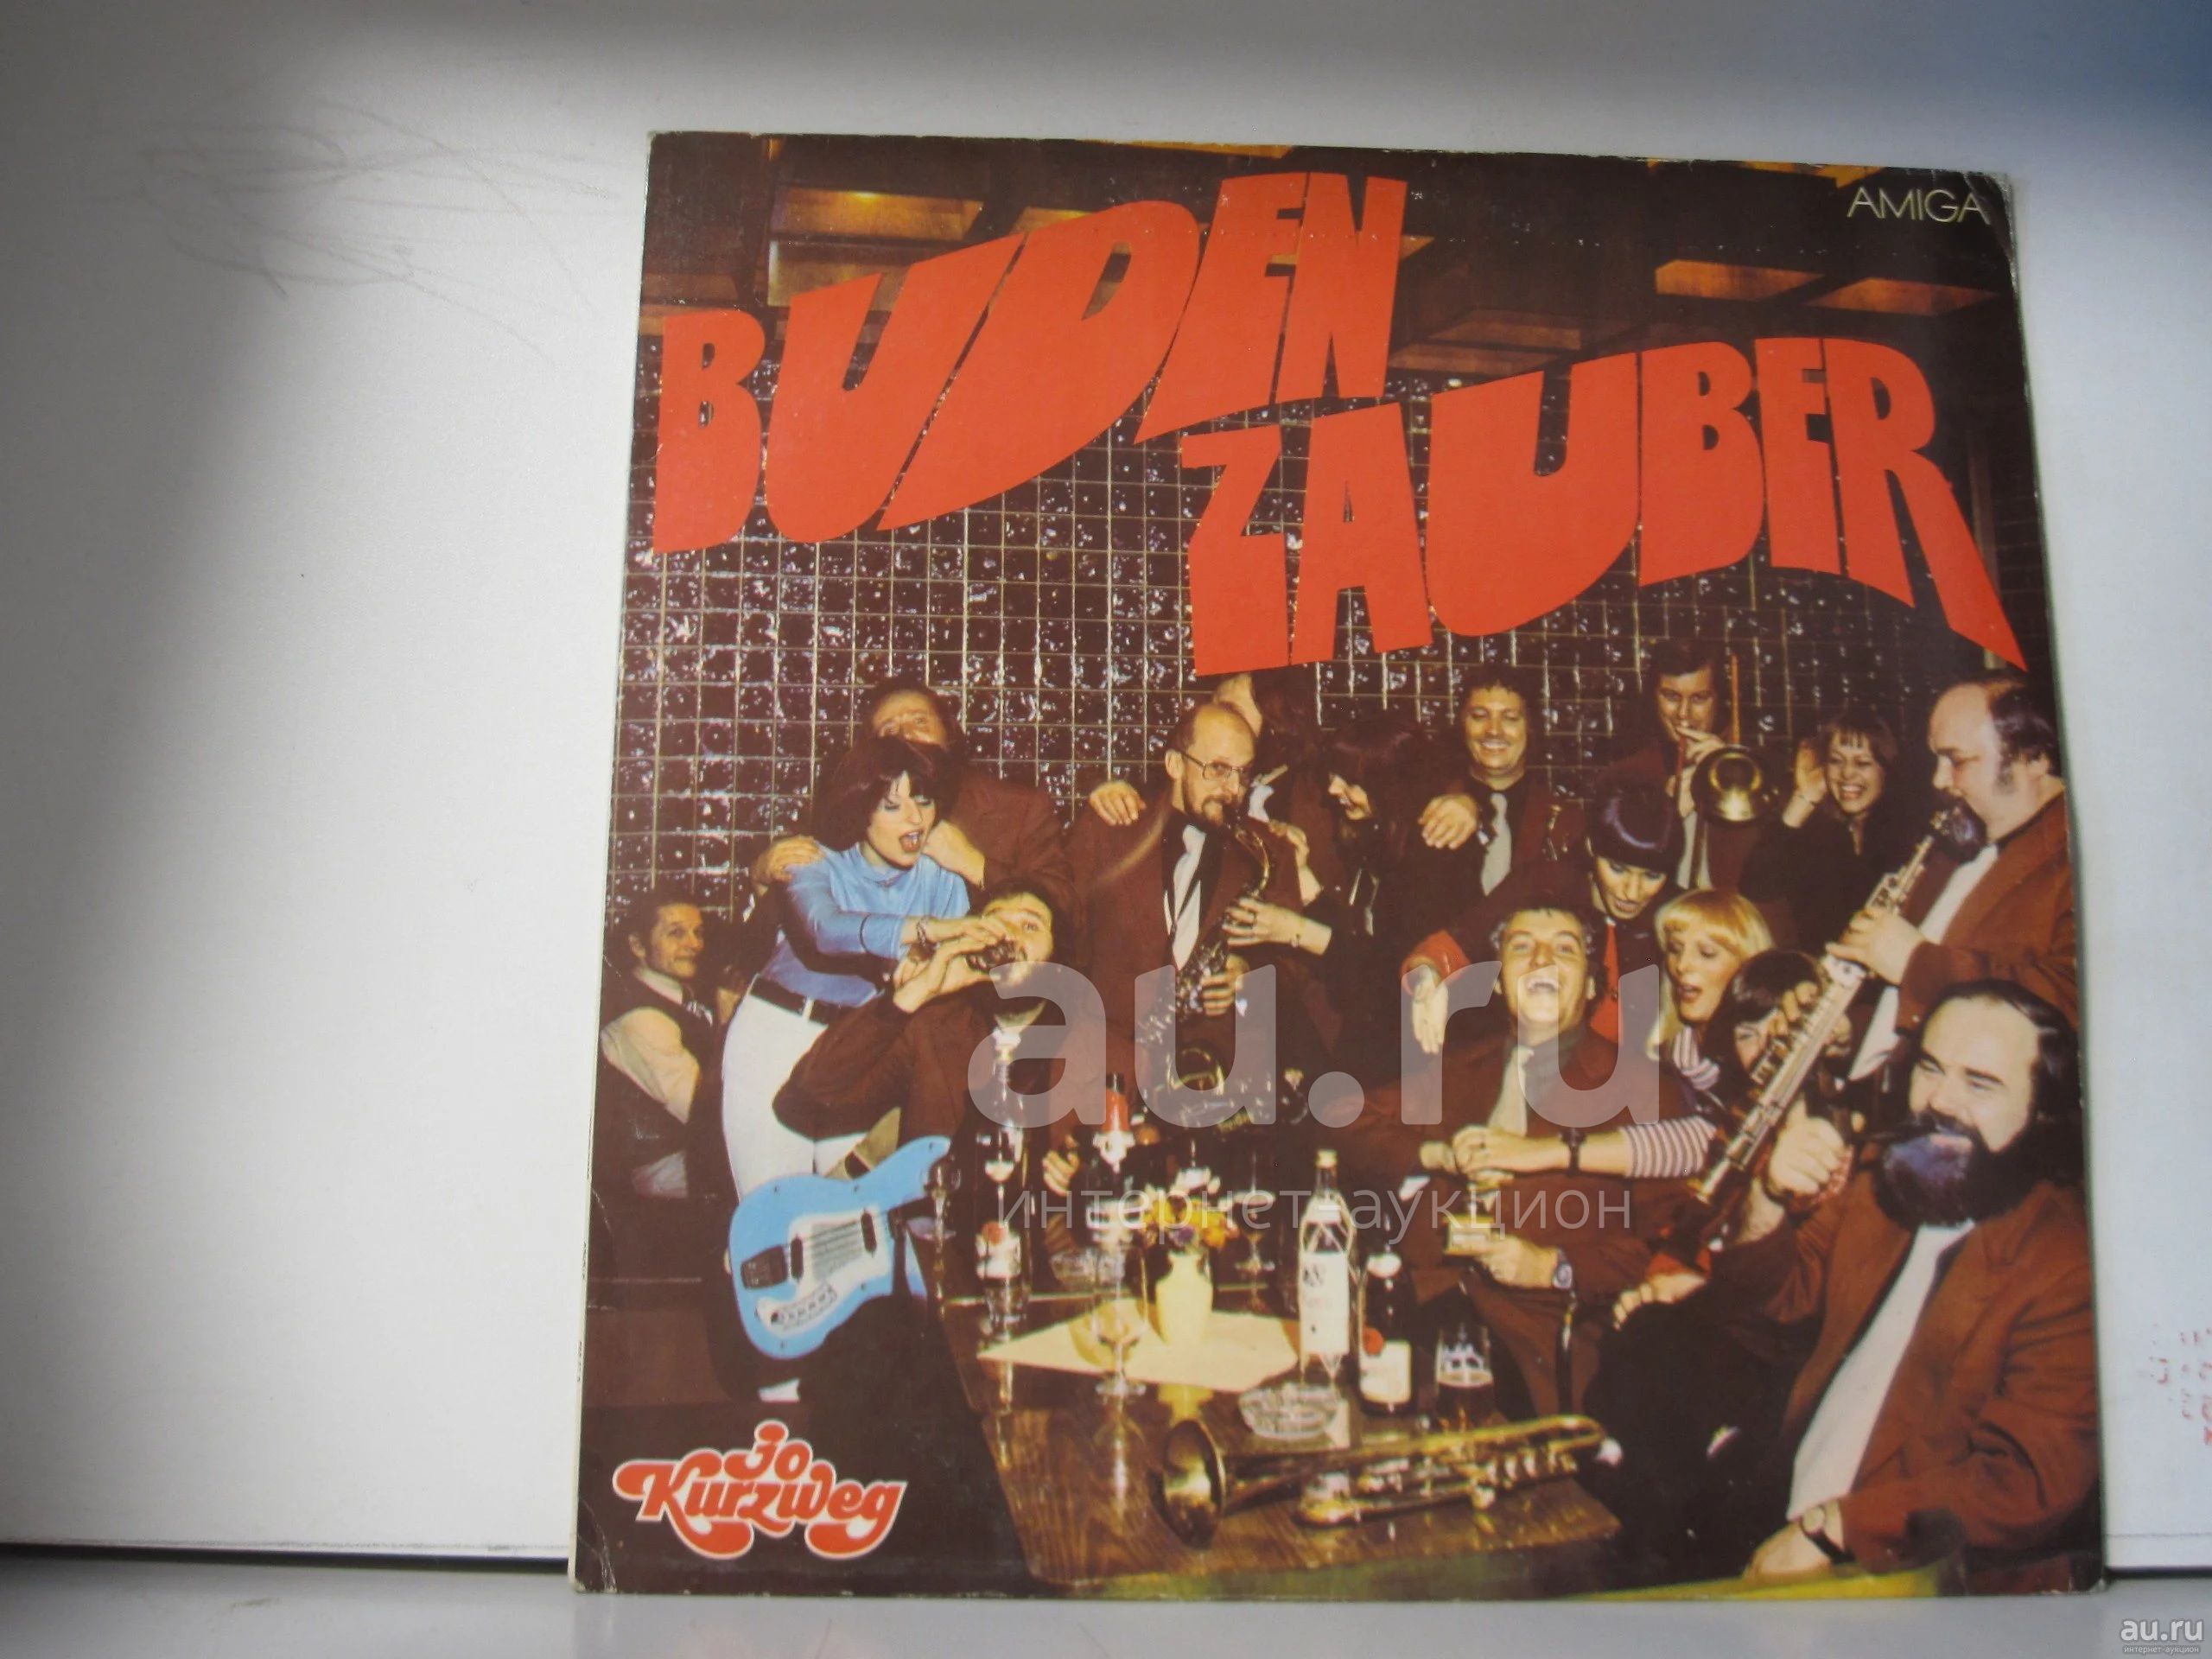 AMIGA
BUDEN
ZAUBER
au.ru
интернет-аукцион
Jo
Kurzweg
au.ru
интернет-аукцион